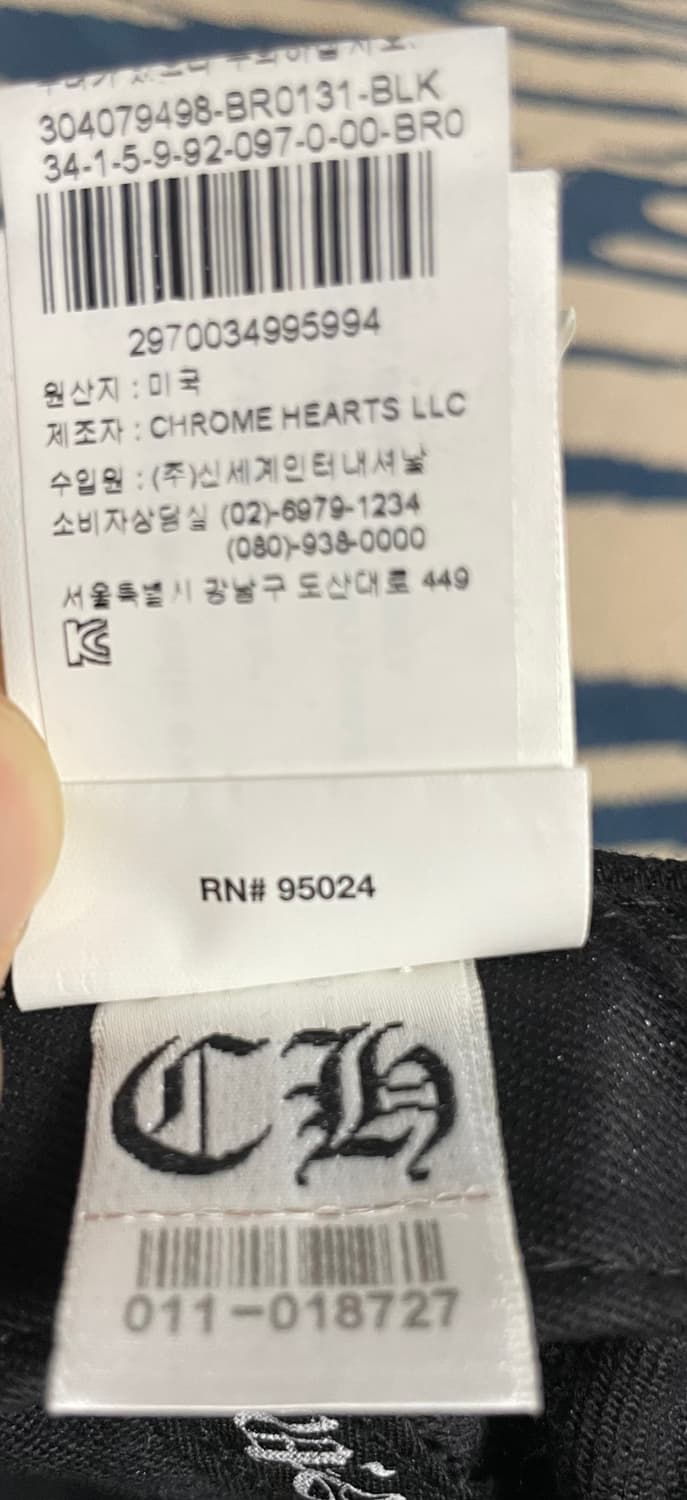 304079498-BR0131-BLK
34-1-5-9-92-097-0-00-BR0
2970034995994
원산지 : 미국
제조자 : CHROME HEARTS LLC
수입원 : (주)신세계인터내셔날
소비자상담실 (02)-6979-1234
(080)-938-0000
서울특별시 강남구 도산대로 449
KC
RN# 95024
CH
011-018727